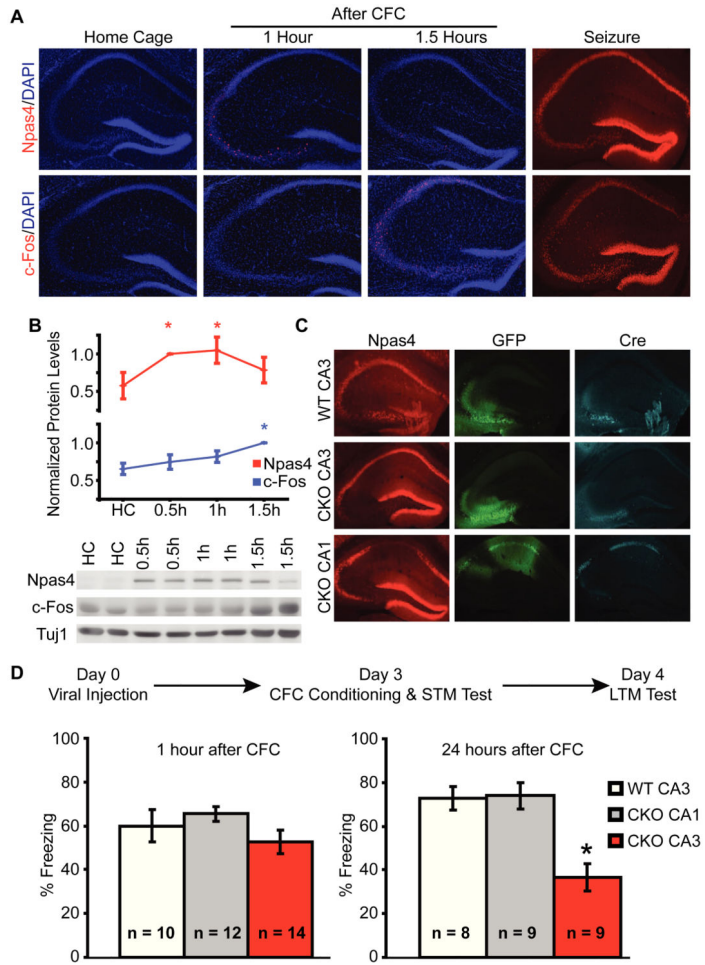 A
After CFC
Home Cage
1 Hour
1.5 Hours
Seizure
Npas4/DAPI
c-Fos/DAPI
B
Normalized Protein Levels
1.0
0.5
1.0
0.5
Npas4
c-Fos
HC
0.5h
1h
1.5h
HC
HC
0.5h
0.5h
1h
1h
1.5h
1.5h
Npas4
c-Fos
Tuj1
C
Npas4
GFP
Cre
WT CA3
CKO CA3
CKO CA1
D
Day 0
Viral Injection
Day 3
CFC Conditioning & STM Test
Day 4
LTM Test
1 hour after CFC
% Freezing
100
80
60
40
20
0
n = 10
n = 12
n = 14
24 hours after CFC
% Freezing
100
80
60
40
20
0
n = 8
n = 9
n = 9
*
WT CA3
CKO CA1
CKO CA3